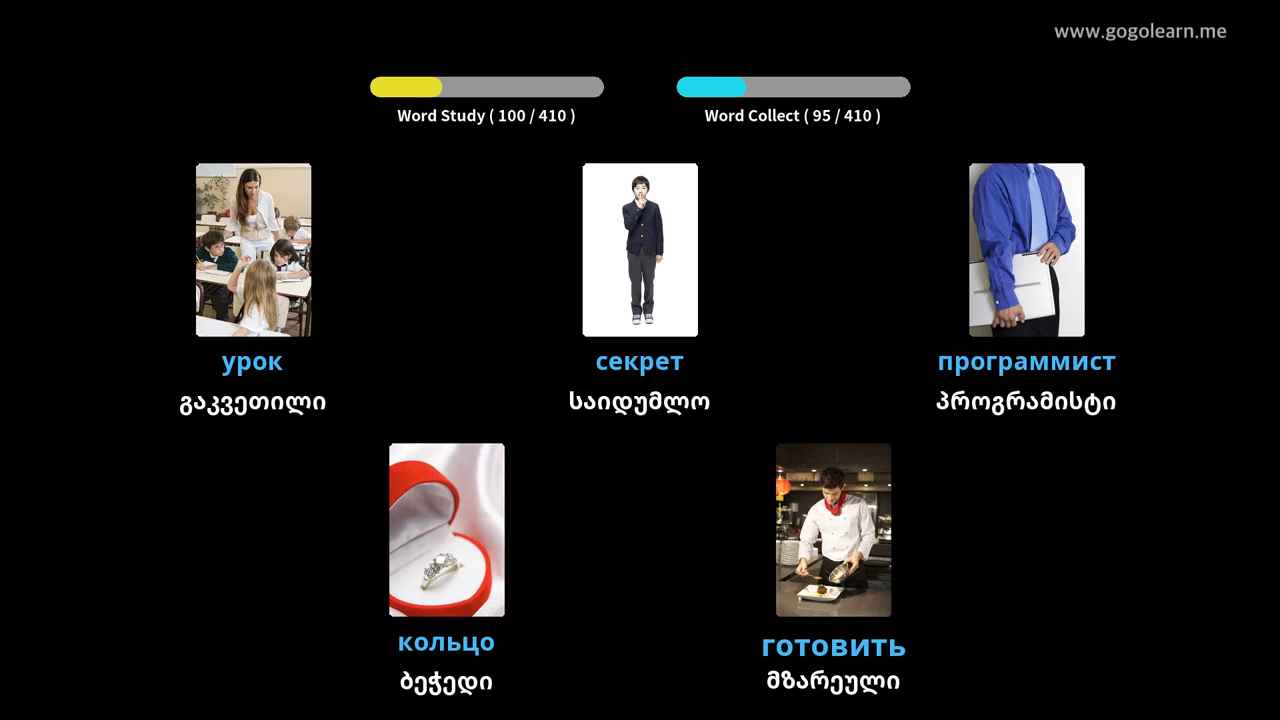 www.gogolearn.me
Word Study ( 100 / 410 )
Word Collect ( 95 / 410 )
урок
секрет
программист
გაკვეთილი
საიდუმლო
პროგრამისტი
кольцо
готовить
ბეჭედი
მზარეული